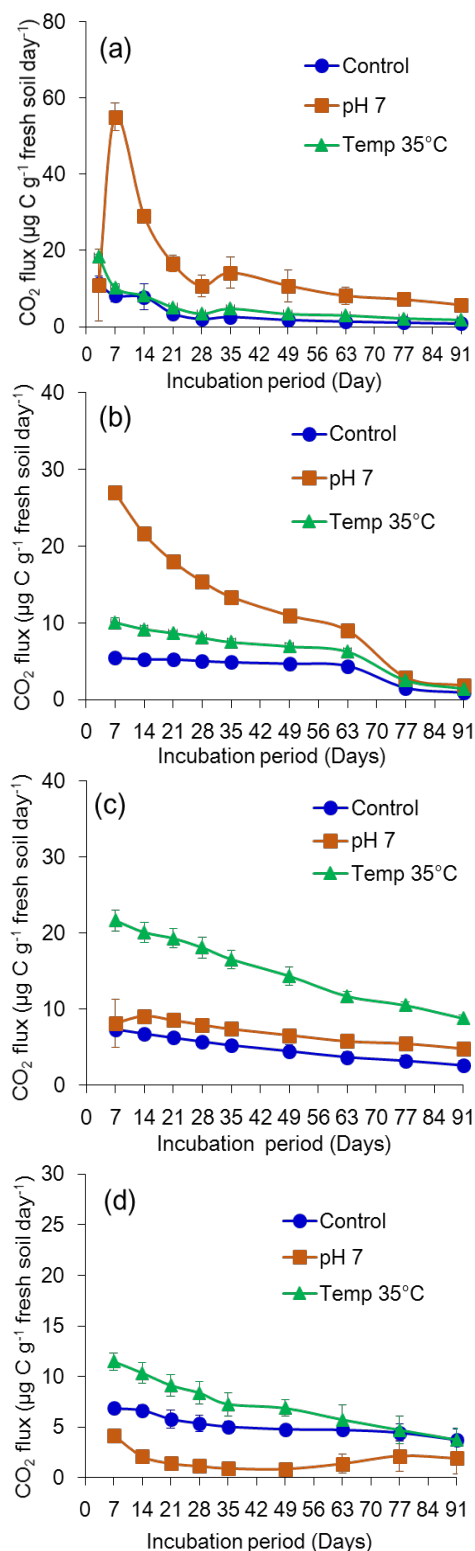 (a)
CO₂ flux (µg C g⁻¹ fresh soil day⁻¹)
80
60
40
20
0
Control
pH 7
Temp 35°C
0 7 14 21 28 35 42 49 56 63 70 77 84 91
Incubation period (Day)
(b)
CO₂ flux (µg C g⁻¹ fresh soil day⁻¹)
40
30
20
10
0
Control
pH 7
Temp 35°C
0 7 14 21 28 35 42 49 56 63 70 77 84 91
Incubation period (Days)
(c)
CO₂ flux (µg C g⁻¹ fresh soil day⁻¹)
40
30
20
10
0
Control
pH 7
Temp 35°C
0 7 14 21 28 35 42 49 56 63 70 77 84 91
Incubation period (Days)
(d)
CO₂ flux (µg C g⁻¹ fresh soil day⁻¹)
30
25
20
15
10
5
0
Control
pH 7
Temp 35°C
0 7 14 21 28 35 42 49 56 63 70 77 84 91
Incubation period (Days)